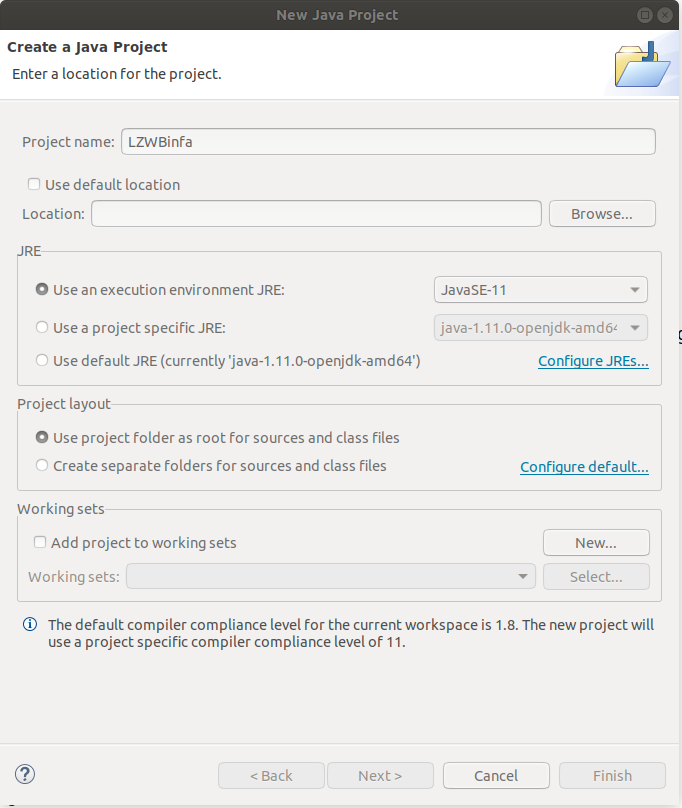 New Java Project
Create a Java Project
Enter a location for the project.
Project name: LZWBinfa
Use default location
Location: Browse...
JRE
Use an execution environment JRE: JavaSE-11
Use a project specific JRE: java-1.11.0-openjdk-amd64
Use default JRE (currently 'java-1.11.0-openjdk-amd64') Configure JREs...
Project layout
Use project folder as root for sources and class files
Create separate folders for sources and class files Configure default...
Working sets
Add project to working sets New...
Working sets: Select...
The default compiler compliance level for the current workspace is 1.8. The new project will
use a project specific compiler compliance level of 11.
? < Back Next > Cancel Finish